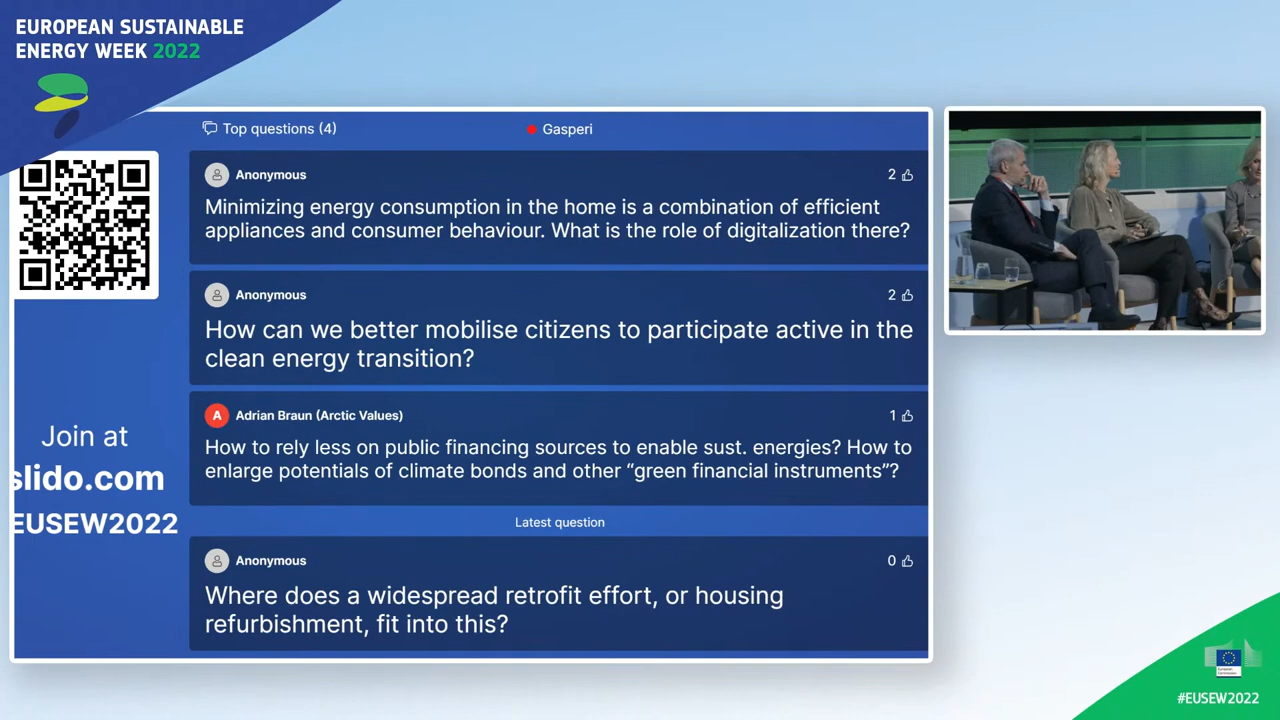 EUROPEAN SUSTAINABLE
ENERGY WEEK 2022
Top questions (4)
Gasperi
Anonymous
2
Minimizing energy consumption in the home is a combination of efficient
appliances and consumer behaviour. What is the role of digitalization there?
Anonymous
2
How can we better mobilise citizens to participate active in the
clean energy transition?
A
Adrian Braun (Arctic Values)
1
How to rely less on public financing sources to enable sust. energies? How to
enlarge potentials of climate bonds and other “green financial instruments”?
Latest question
Anonymous
0
Where does a widespread retrofit effort, or housing
refurbishment, fit into this?
Join at
slido.com
EUSEW2022
European
Commission
#EUSEW2022